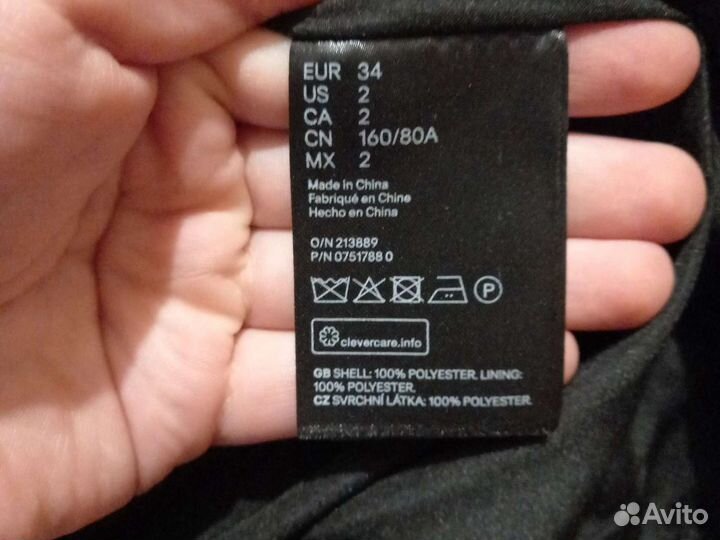 EUR 34
US 2
CA 2
CN 160/80A
MX 2
Made in China
Fabriqué en Chine
Hecho en China
O/N 213889
P/N 0751788 0
P
clevercare.info
GB SHELL: 100% POLYESTER. LINING:
100% POLYESTER.
CZ SVRCHNÍ LÁTKA: 100% POLYESTER.
Avito